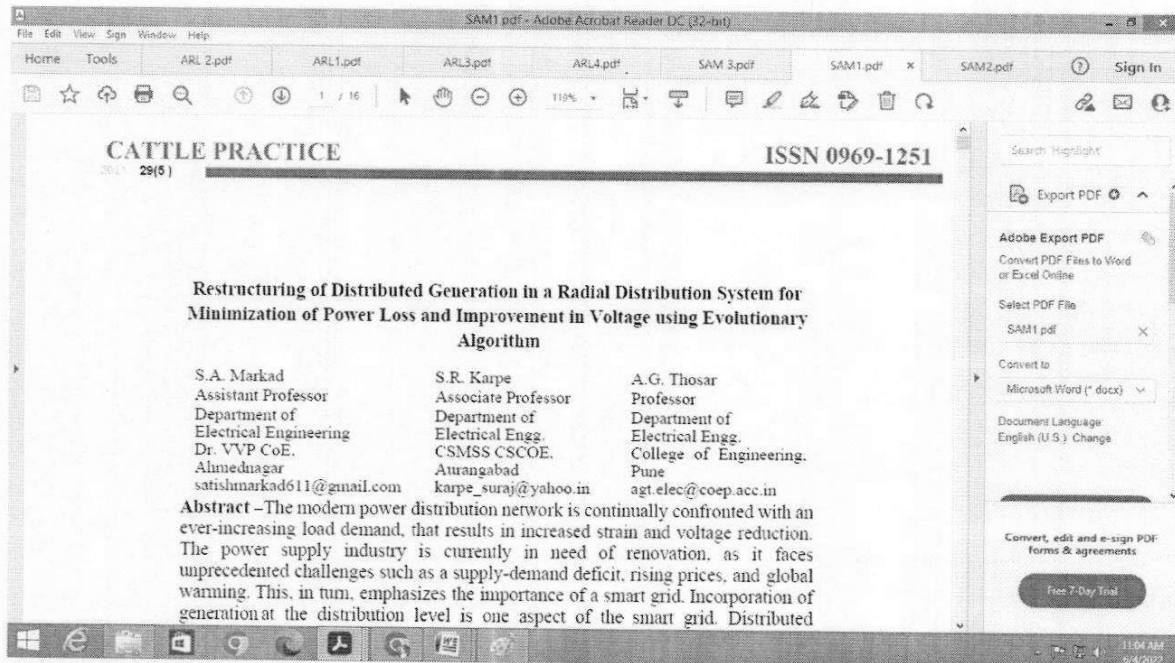 SAM1.pdf - Adobe Acrobat Reader DC (32-bit)
File Edit View Sign Window Help
Home Tools ARL 2.pdf ARL1.pdf ARL3.pdf ARL4.pdf SAM 3.pdf SAM1.pdf × SAM2.pdf Sign In
1 / 16 119%
CATTLE PRACTICE ISSN 0969-1251
29(5)
Search 'Highlight'
Export PDF
Adobe Export PDF
Convert PDF Files to Word
or Excel Online
Select PDF File
SAM1.pdf
Convert to
Microsoft Word (*.docx)
Document Language:
English (U.S.) Change
Convert, edit and e-sign PDF
forms & agreements
Free 7-Day Trial
Restructuring of Distributed Generation in a Radial Distribution System for
Minimization of Power Loss and Improvement in Voltage using Evolutionary
Algorithm
S.A. Markad
Assistant Professor
Department of
Electrical Engineering
Dr. VVP CoE,
Ahmednagar
satishmarkad611@gmail.com
S.R. Karpe
Associate Professor
Department of
Electrical Engg.
CSMSS CSCOE,
Aurangabad
karpe_suraj@yahoo.in
A.G. Thosar
Professor
Department of
Electrical Engg.
College of Engineering,
Pune
agt.elec@coep.acc.in
Abstract –The modern power distribution network is continually confronted with an
ever-increasing load demand, that results in increased strain and voltage reduction.
The power supply industry is currently in need of renovation, as it faces
unprecedented challenges such as a supply-demand deficit, rising prices, and global
warming. This, in turn, emphasizes the importance of a smart grid. Incorporation of
generation at the distribution level is one aspect of the smart grid. Distributed
11:04 AM